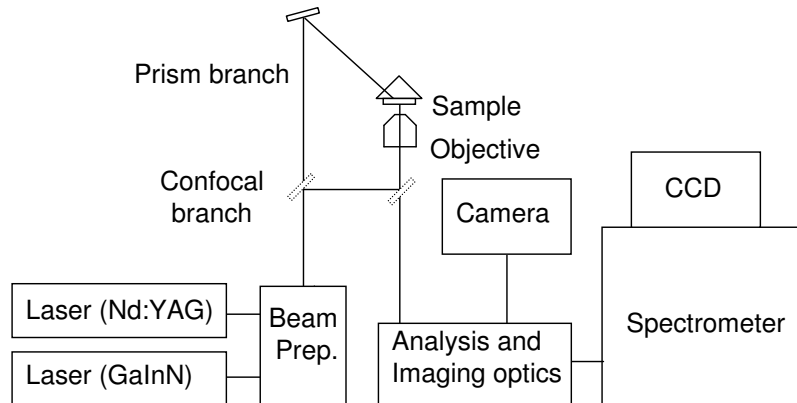 Prism branch
Sample
Objective
Confocal
branch
Camera
CCD
Laser (Nd:YAG)
Beam
Prep.
Analysis and
Imaging optics
Spectrometer
Laser (GaInN)